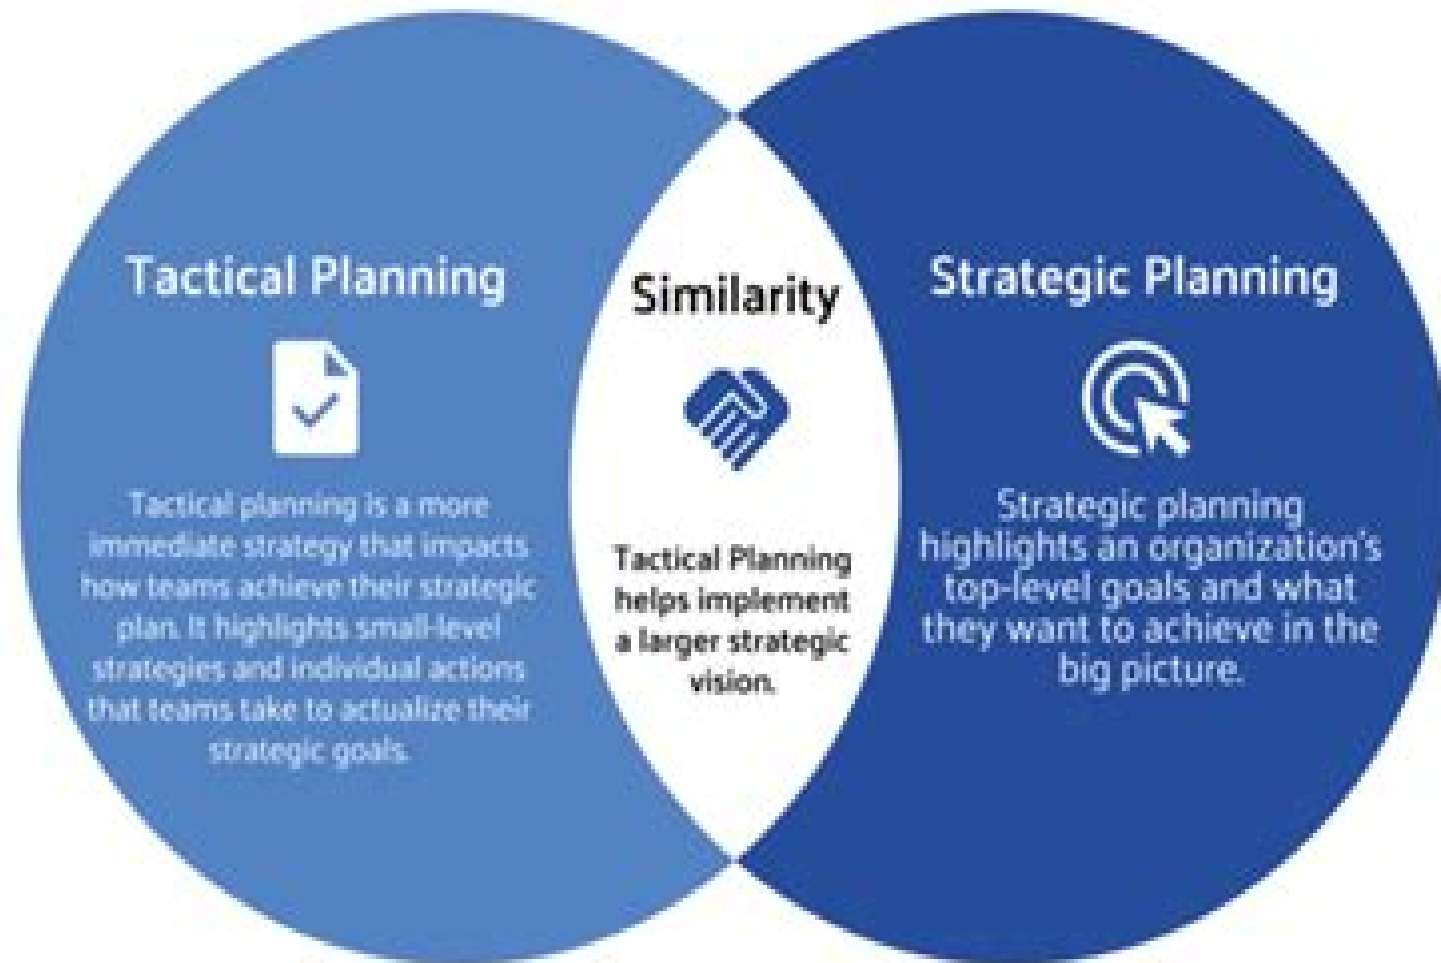 Tactical Planning
Tactical planning is a more
immediate strategy that impacts
how teams achieve their strategic
plan. It highlights small-level
strategies and individual actions
that teams take to actualize their
strategic goals.
Similarity
Tactical Planning
helps implement
a larger strategic
vision.
Strategic Planning
Strategic planning
highlights an organization's
top-level goals and what
they want to achieve in the
big picture.